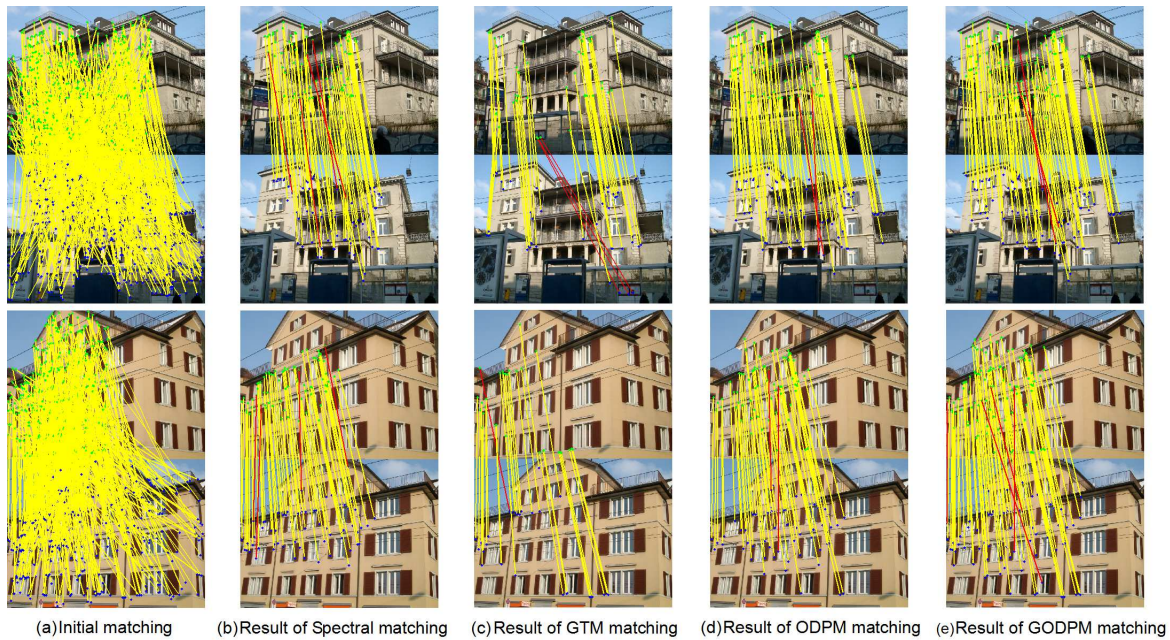 (a)Initial matching
(b)Result of Spectral matching
(c) Result of GTM matching
(d) Result of ODPM matching
(e) Result of GODPM matching